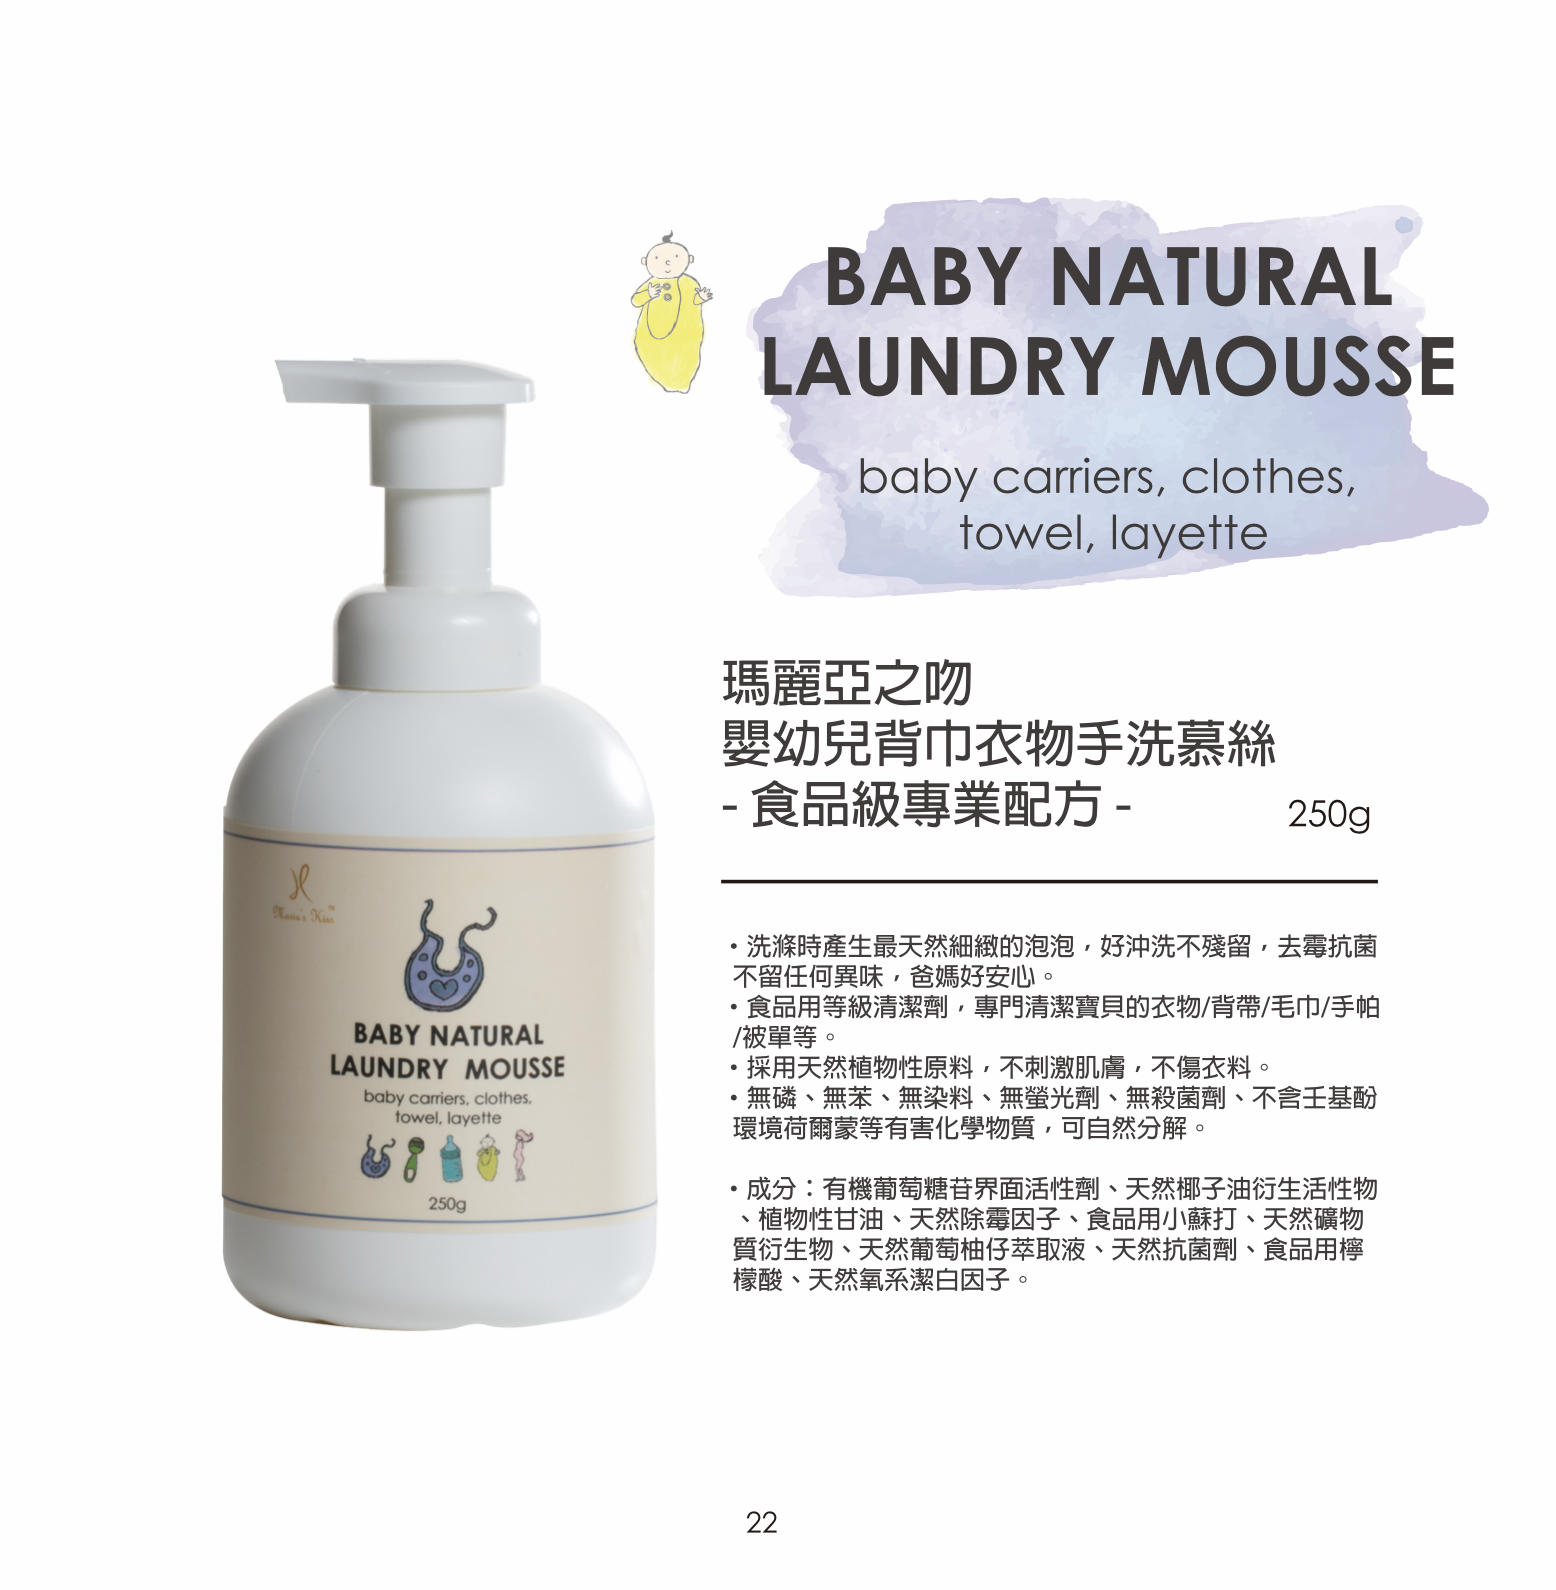 BABY NATURAL
LAUNDRY MOUSSE
baby carriers, clothes,
towel, layette
瑪麗亞之吻
嬰幼兒背巾衣物手洗慕絲
- 食品級專業配方 -
250g
・洗滌時產生最天然細緻的泡泡，好沖洗不殘留，去霉抗菌
不留任何異味，爸媽好安心。
・食品用等級清潔劑，專門清潔寶貝的衣物/背帶/毛巾/手帕
/被單等。
・採用天然植物性原料，不刺激肌膚，不傷衣料。
・無磷、無苯、無染料、無螢光劑、無殺菌劑、不含壬基酚
環境荷爾蒙等有害化學物質，可自然分解。
・成分：有機葡萄糖苷界面活性劑、天然椰子油衍生活性物
、植物性甘油、天然除霉因子、食品用小蘇打、天然礦物
質衍生物、天然葡萄柚仔萃取液、天然抗菌劑、食品用檸
檬酸、天然氧系潔白因子。
Maria's Kiss™
BABY NATURAL
LAUNDRY MOUSSE
baby carriers, clothes,
towel, layette
250g
22